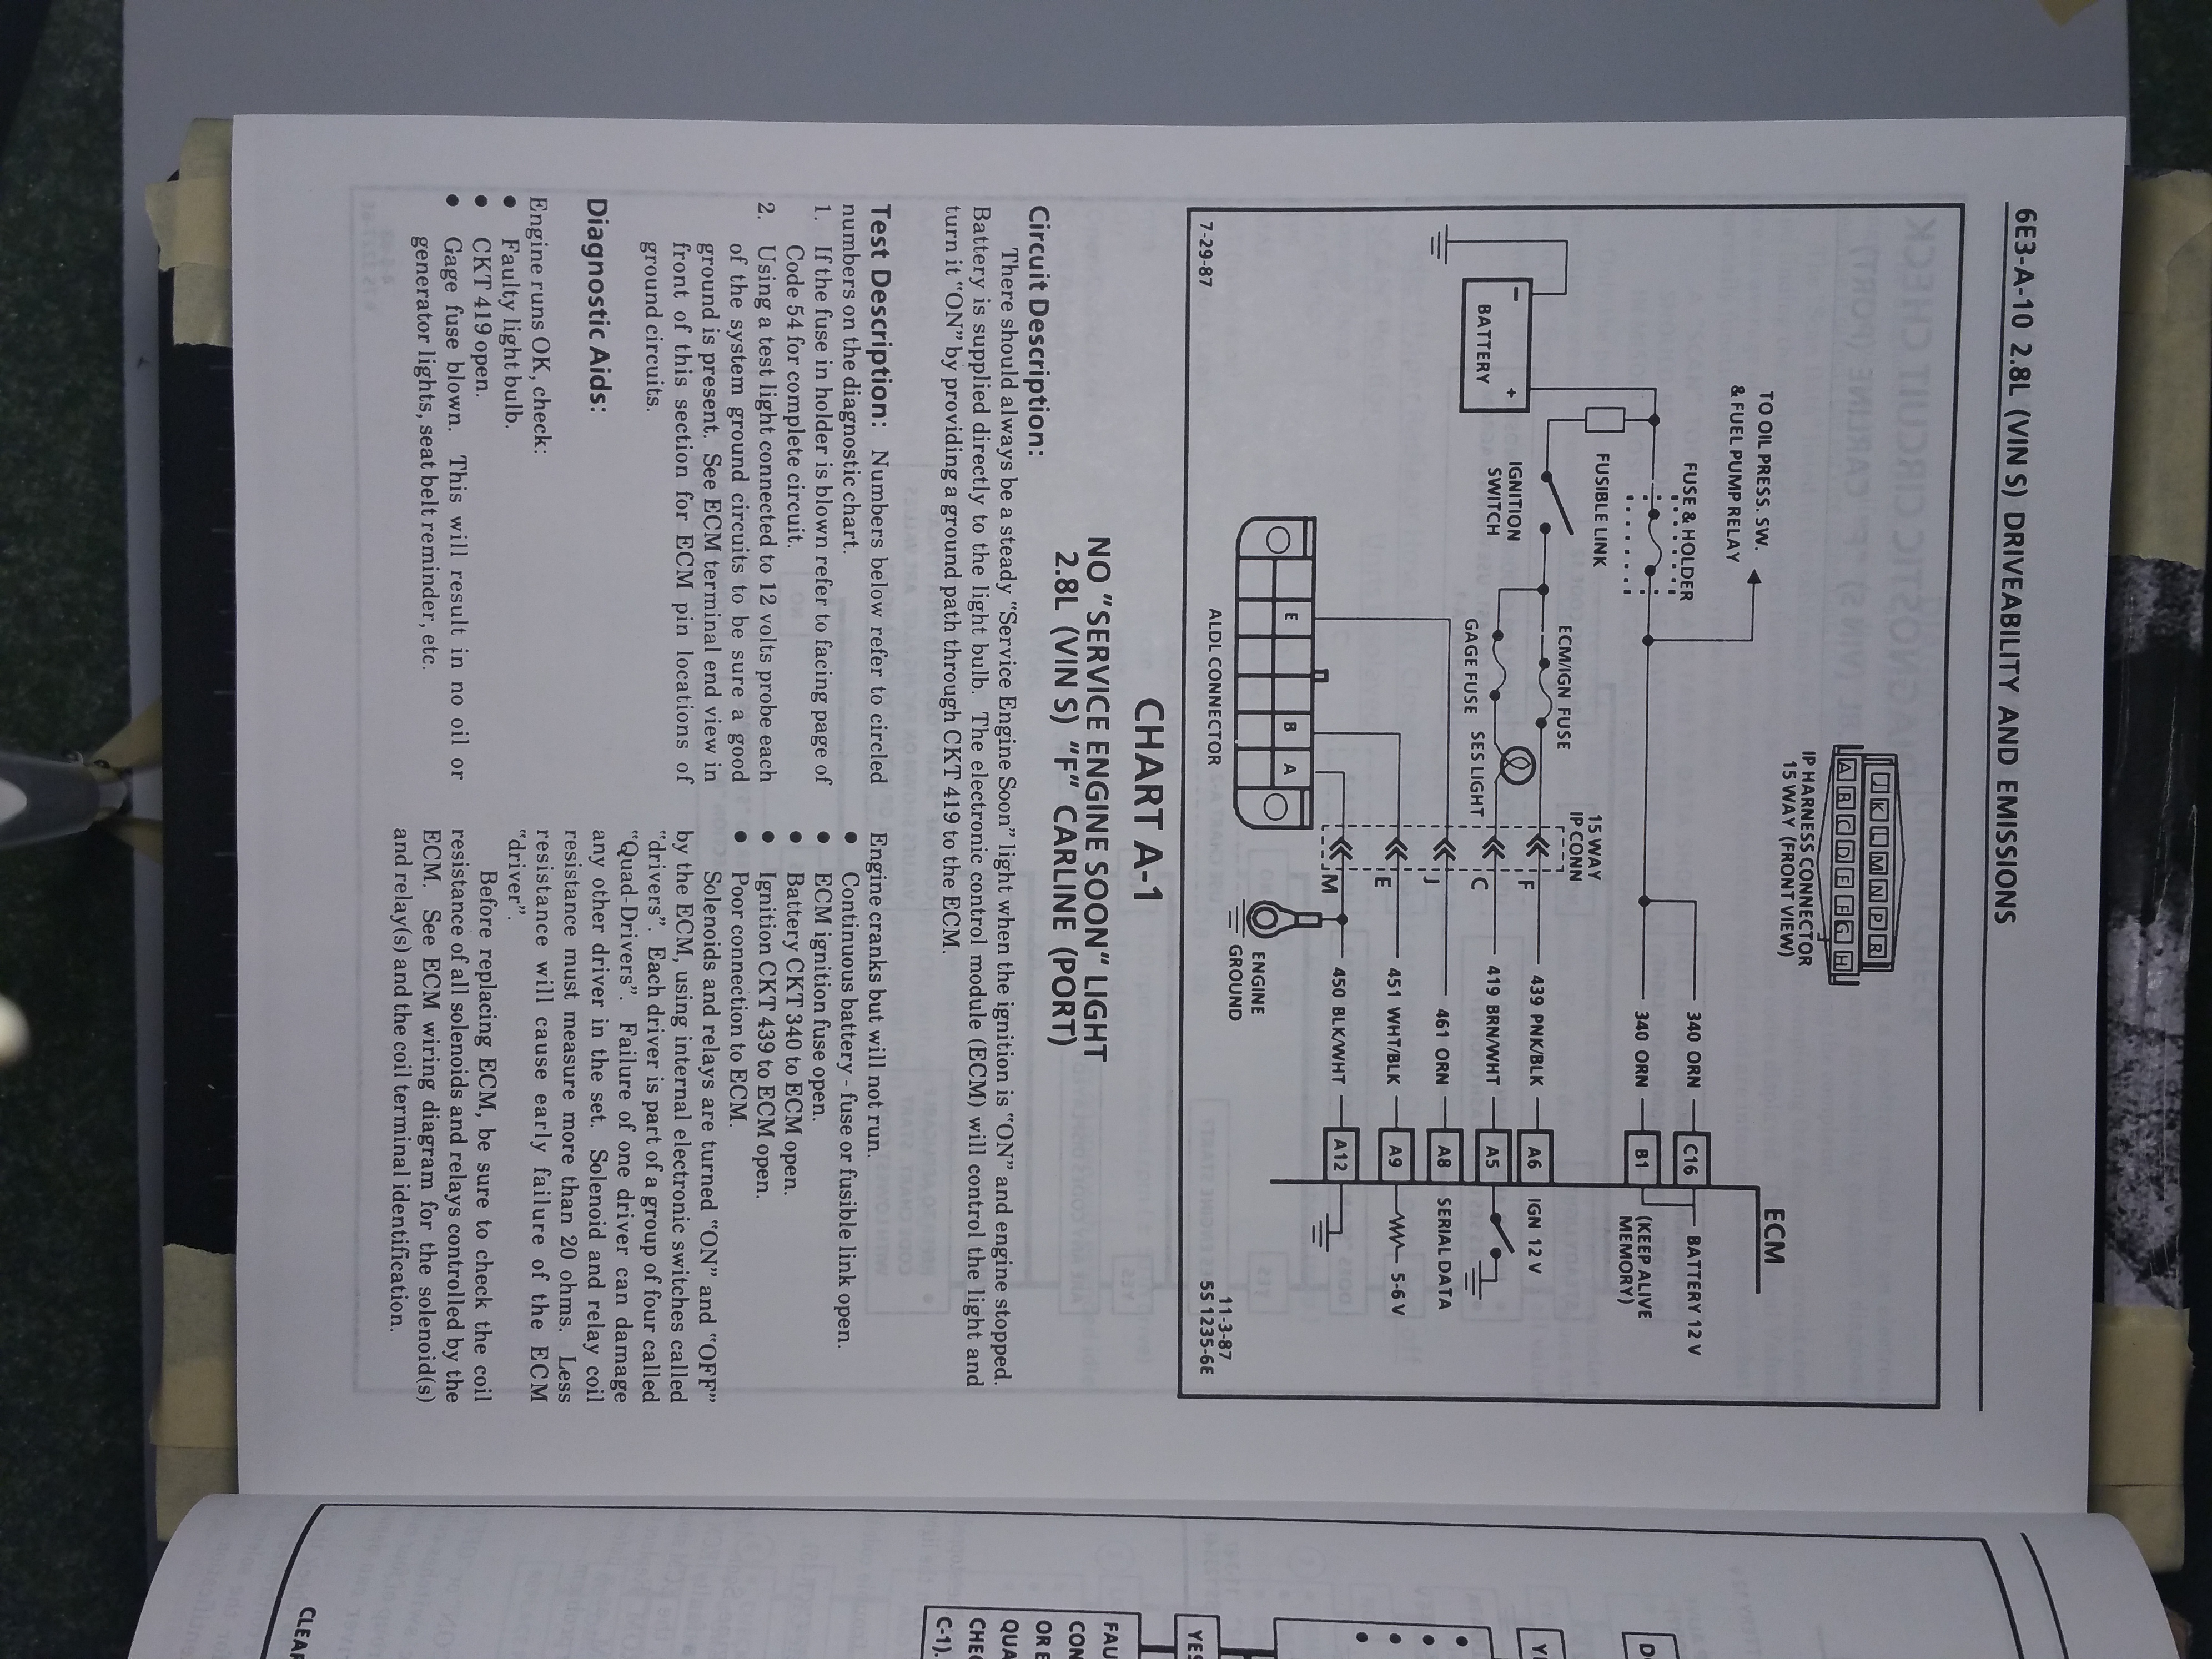 6E3-A-10 2.8L (VIN S) DRIVEABILITY AND EMISSIONS
J K L M N P R
A B C D E F G H
IP HARNESS CONNECTOR
15 WAY (FRONT VIEW)
TO OIL PRESS. SW.
& FUEL PUMP RELAY
FUSE & HOLDER
FUSIBLE LINK
IGNITION
SWITCH
- BATTERY +
ECM/IGN FUSE
GAGE FUSE
SES LIGHT
15 WAY
IP CONN
ECM
340 ORN C16 BATTERY 12 V
340 ORN B1 (KEEP ALIVE
MEMORY)
F 439 PNK/BLK A6 IGN 12 V
C 419 BRN/WHT A5
J 461 ORN A8 SERIAL DATA
E 451 WHT/BLK A9 5-6 V
M 450 BLK/WHT A12
E B A
ALDL CONNECTOR
ENGINE
GROUND
7-29-87
11-3-87
5S 1235-6E
CHART A-1
NO "SERVICE ENGINE SOON" LIGHT
2.8L (VIN S) "F" CARLINE (PORT)
Circuit Description:
There should always be a steady "Service Engine Soon" light when the ignition is "ON" and engine stopped.
Battery is supplied directly to the light bulb. The electronic control module (ECM) will control the light and
turn it "ON" by providing a ground path through CKT 419 to the ECM.
Test Description: Numbers below refer to circled
numbers on the diagnostic chart.
1. If the fuse in holder is blown refer to facing page of
Code 54 for complete circuit.
2. Using a test light connected to 12 volts probe each
of the system ground circuits to be sure a good
ground is present. See ECM terminal end view in
front of this section for ECM pin locations of
ground circuits.
Diagnostic Aids:
Engine runs OK, check:
• Faulty light bulb.
• CKT 419 open.
• Gage fuse blown. This will result in no oil or
generator lights, seat belt reminder, etc.
Engine cranks but will not run.
• Continuous battery - fuse or fusible link open.
• ECM ignition fuse open.
• Battery CKT 340 to ECM open.
• Ignition CKT 439 to ECM open.
• Poor connection to ECM.
Solenoids and relays are turned "ON" and "OFF"
by the ECM, using internal electronic switches called
"drivers". Each driver is part of a group of four called
"Quad-Drivers". Failure of one driver can damage
any other driver in the set. Solenoid and relay coil
resistance must measure more than 20 ohms. Less
resistance will cause early failure of the ECM
"driver".
Before replacing ECM, be sure to check the coil
resistance of all solenoids and relays controlled by the
ECM. See ECM wiring diagram for the solenoid(s)
and relay(s) and the coil terminal identification.
YES
FAU
CON
OR E
QUA
CHEC
C-1).
CLEAR